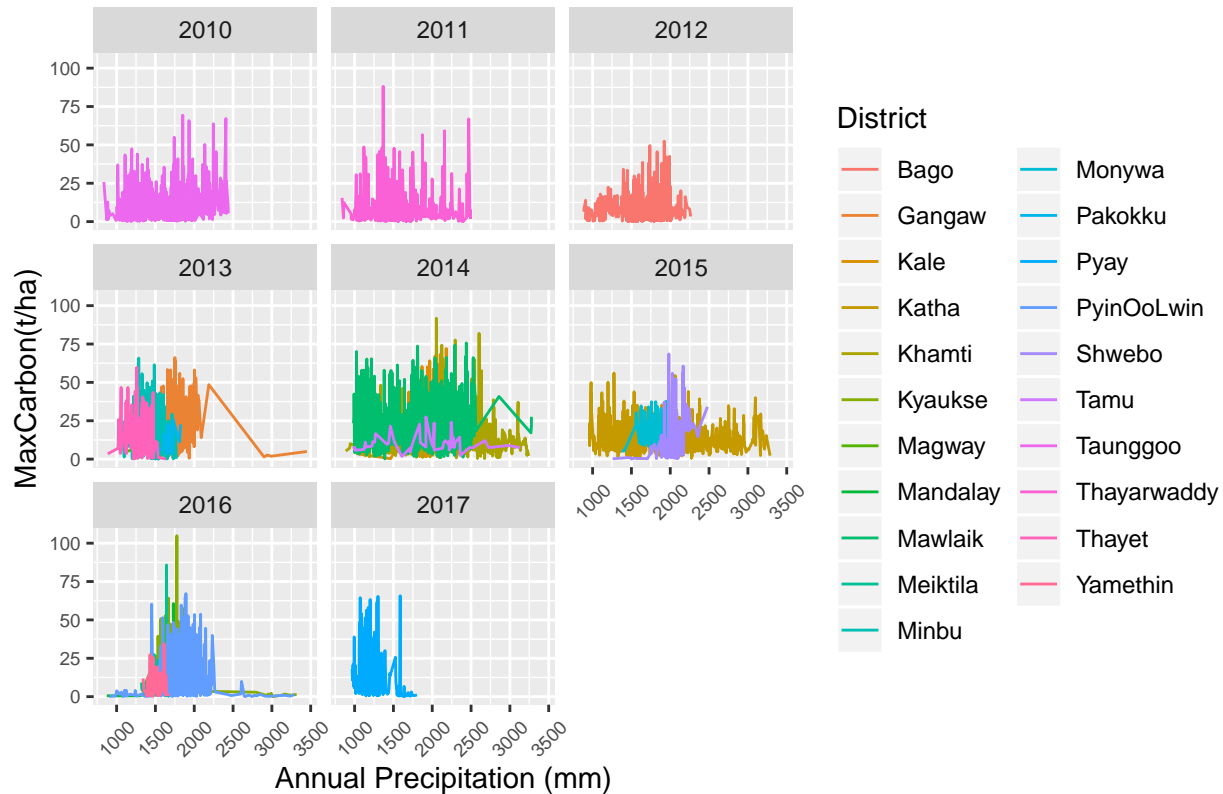 2010 2011 2012
100
75
50
25
0
2013 2014 2015
100
75
50
25
0
1000 1500 2000 2500 3000 3500
2016 2017
100
75
50
25
0
1000 1500 2000 2500 3000 3500
1000 1500 2000 2500 3000 3500
Annual Precipitation (mm)
MaxCarbon(t/ha)
District
Bago
Gangaw
Kale
Katha
Khamti
Kyaukse
Magway
Mandalay
Mawlaik
Meiktila
Minbu
Monywa
Pakokku
Pyay
PyinOoLwin
Shwebo
Tamu
Taunggoo
Thayarwaddy
Thayet
Yamethin